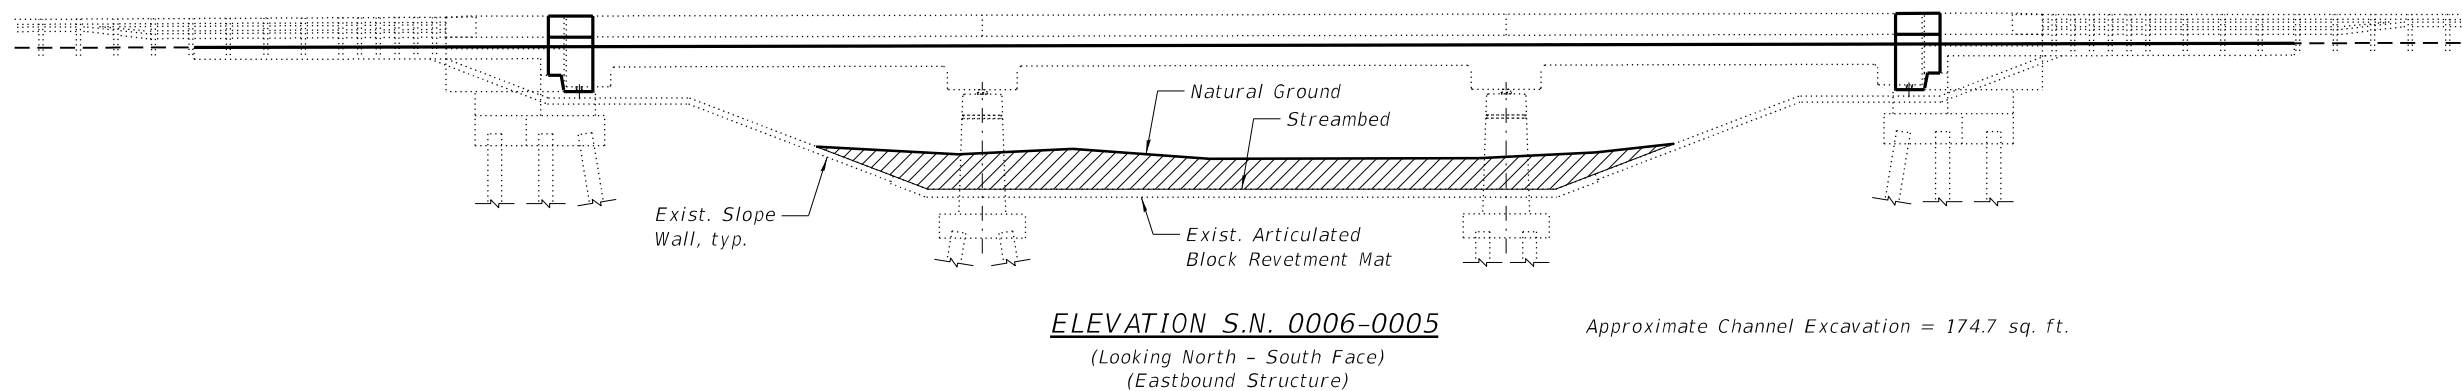 Natural Ground
Streambed
Exist. Slope
Wall, typ.
Exist. Articulated
Block Revetment Mat
ELEVATION S.N. 0006-0005
Approximate Channel Excavation = 174.7 sq. ft.
(Looking North - South Face)
(Eastbound Structure)